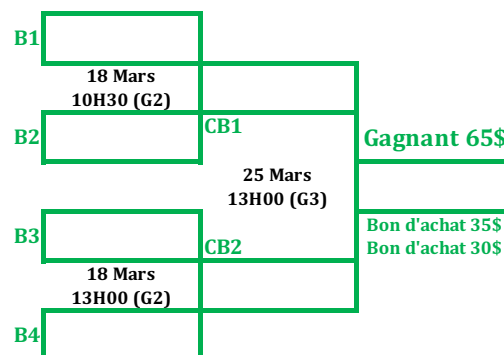 B1
18 Mars
10H30 (G2)
B2
CB1
Gagnant 65$
25 Mars
13H00 (G3)
B3
CB2
Bon d'achat 35$
Bon d'achat 30$
18 Mars
13H00 (G2)
B4